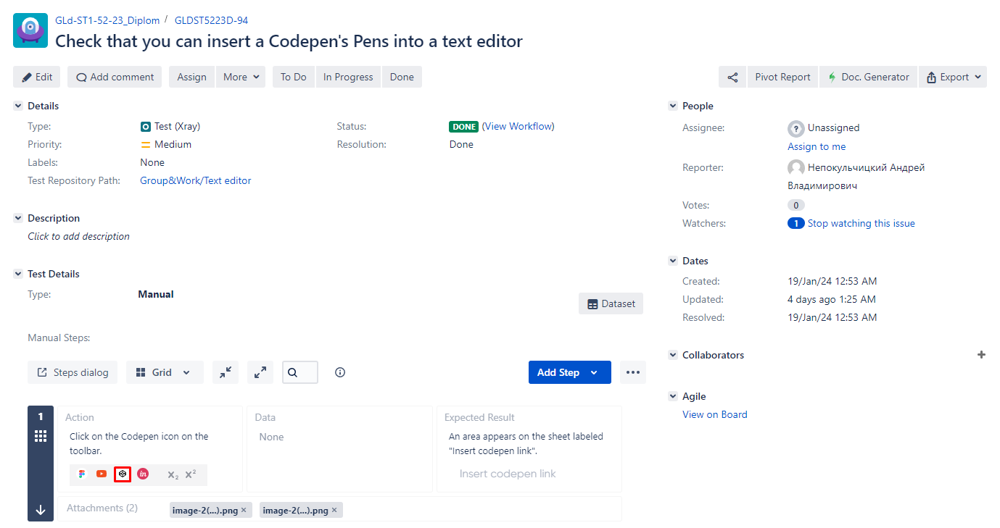 GLd-ST1-52-23_Diplom / GLDST5223D-94
Check that you can insert a Codepen's Pens into a text editor
Edit Add comment Assign More To Do In Progress Done Pivot Report Doc. Generator Export
Details
Type: Test (Xray) Status: DONE (View Workflow)
Priority: Medium Resolution: Done
Labels: None
Test Repository Path: Group&Work/Text editor
Description
Click to add description
Test Details
Type: Manual
Dataset
Manual Steps:
Steps dialog Grid Add Step
1
Action
Click on the Codepen icon on the
toolbar.
in X2 X2
Data
None
Expected Result
An area appears on the sheet labeled
"Insert codepen link".
Insert codepen link
Attachments (2) image-2(...).png × image-2(...).png ×
People
Assignee: ? Unassigned
Assign to me
Reporter: Непокульчицкий Андрей
Владимирович
Votes: 0
Watchers: 1 Stop watching this issue
Dates
Created: 19/Jan/24 12:53 AM
Updated: 4 days ago 1:25 AM
Resolved: 19/Jan/24 12:53 AM
Collaborators
Agile
View on Board